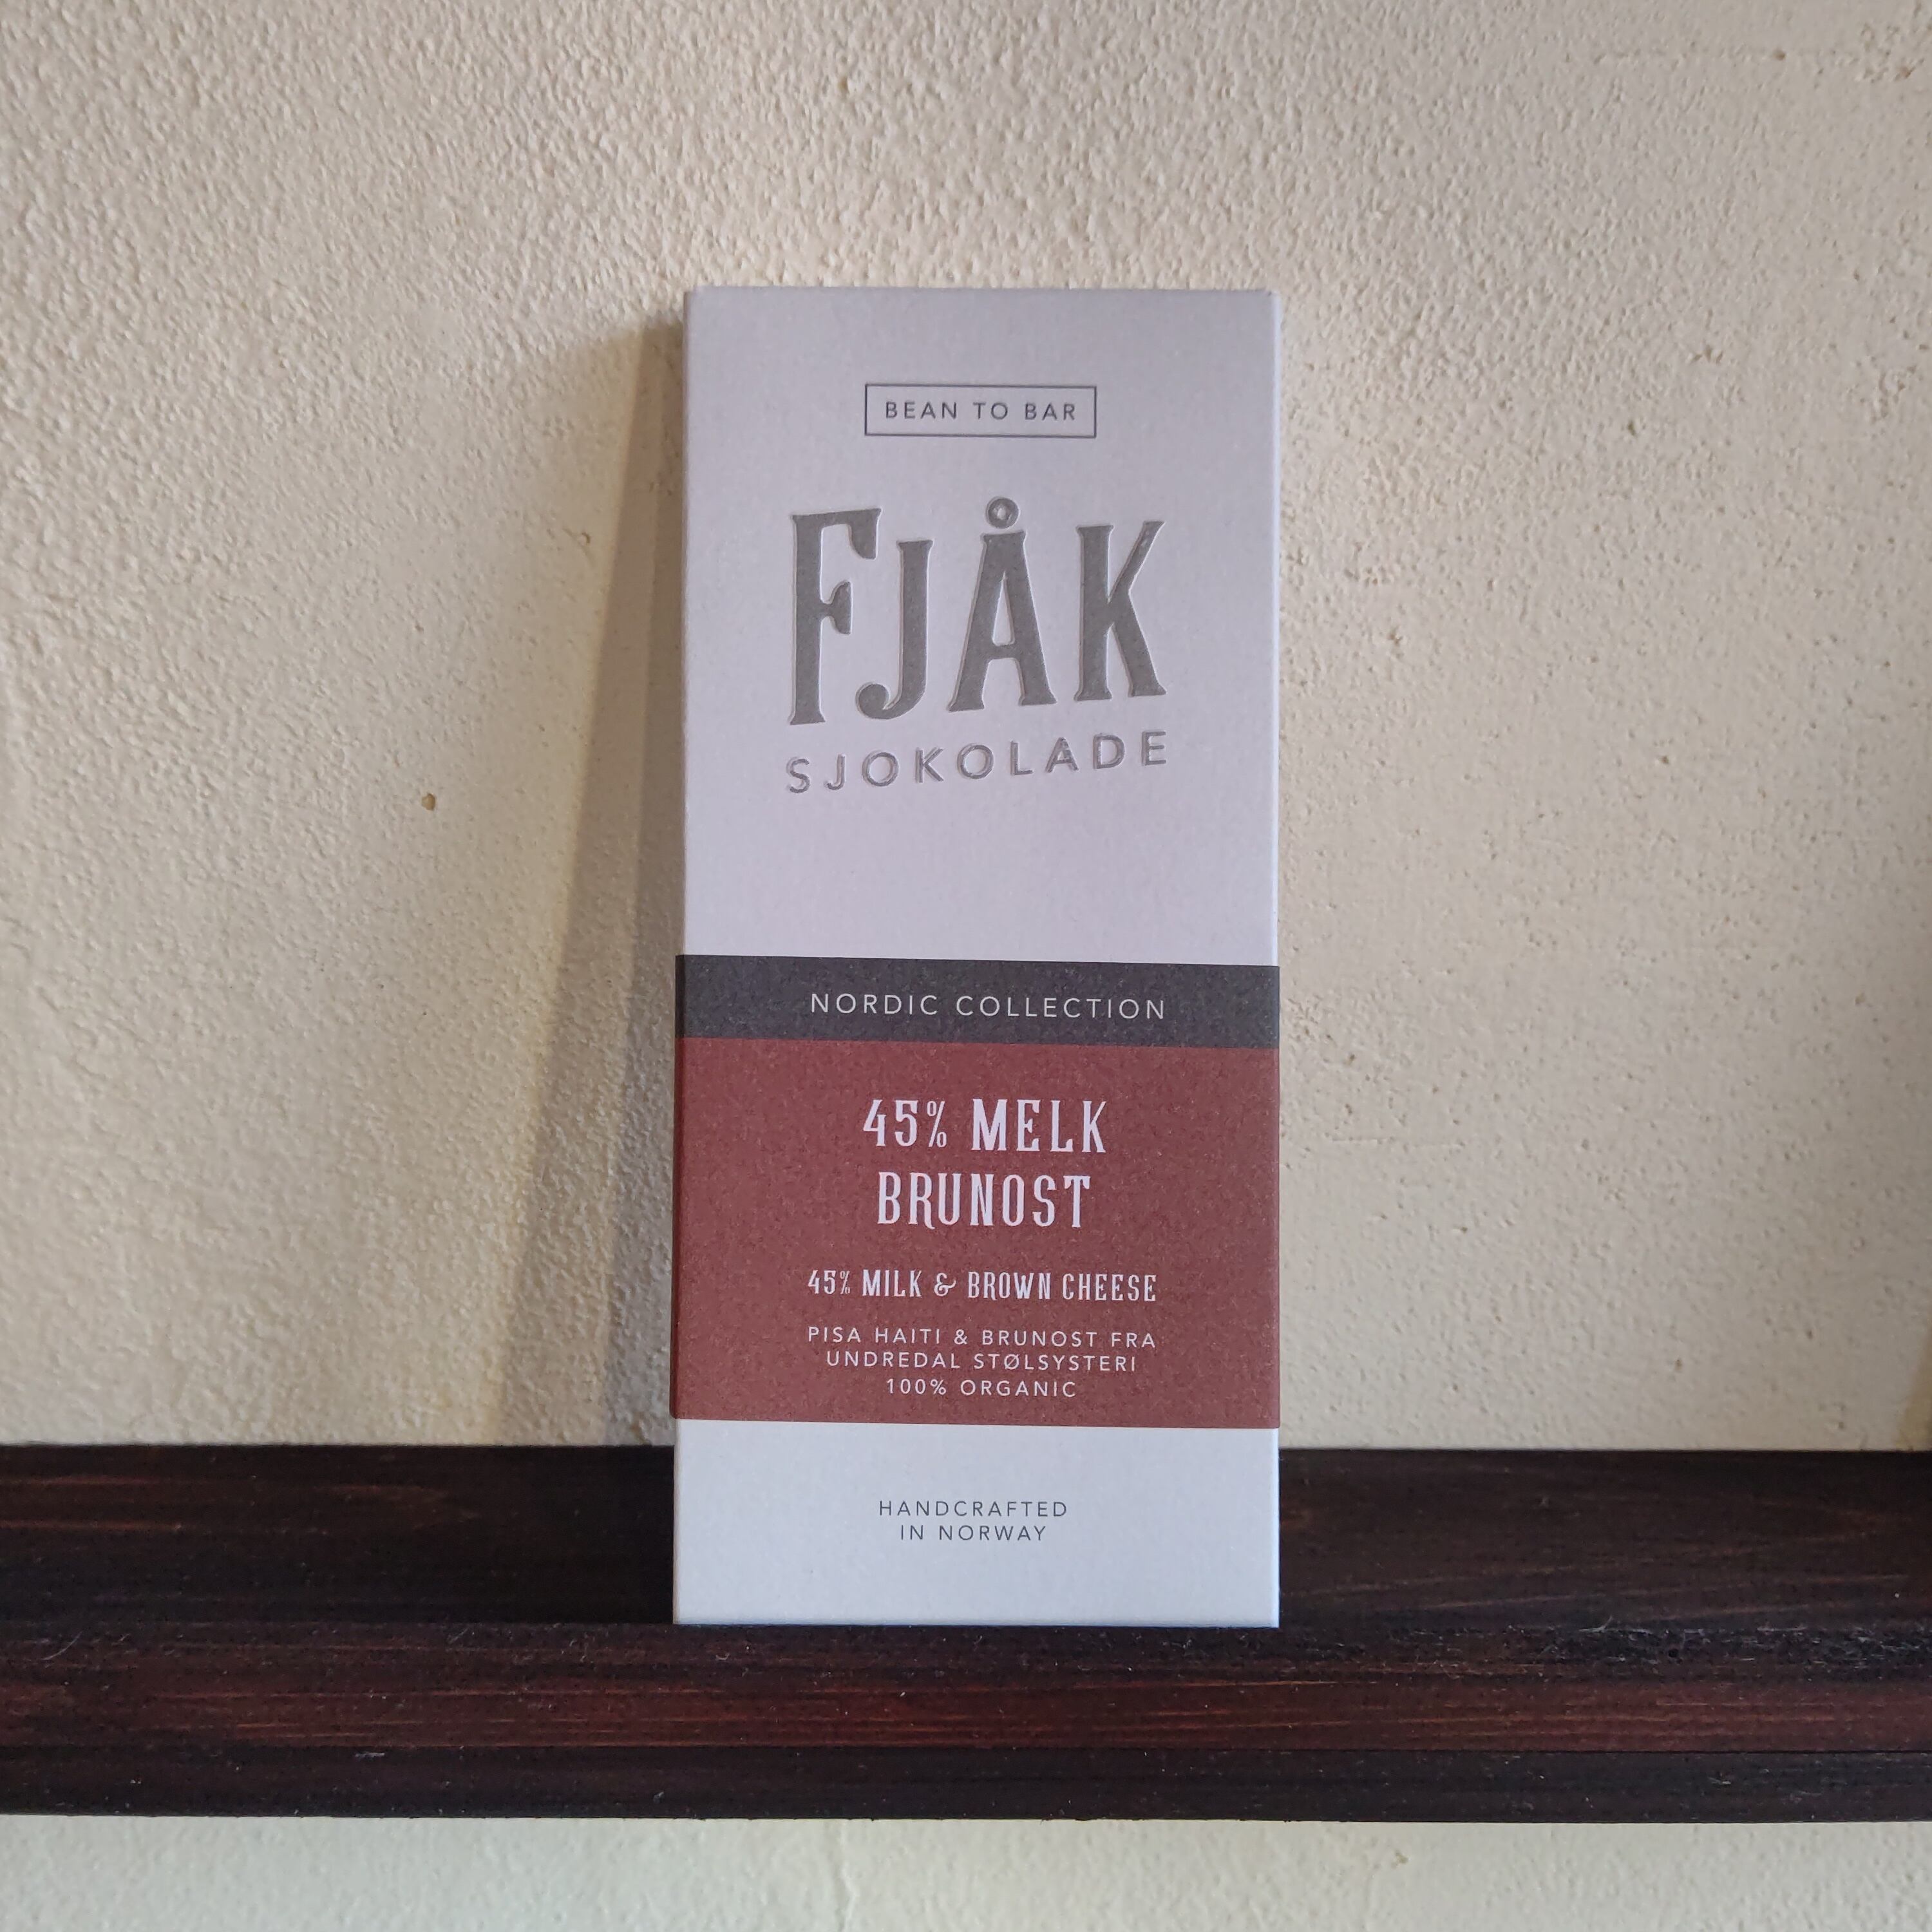 BEAN TO BAR
FJÅK
SJOKOLADE
NORDIC COLLECTION
45% MELK
BRUNOST
45% MILK & BROWN CHEESE
PISA HAITI & BRUNOST FRA
UNDREDAL STØLSYSTERI
100% ORGANIC
HANDCRAFTED
IN NORWAY